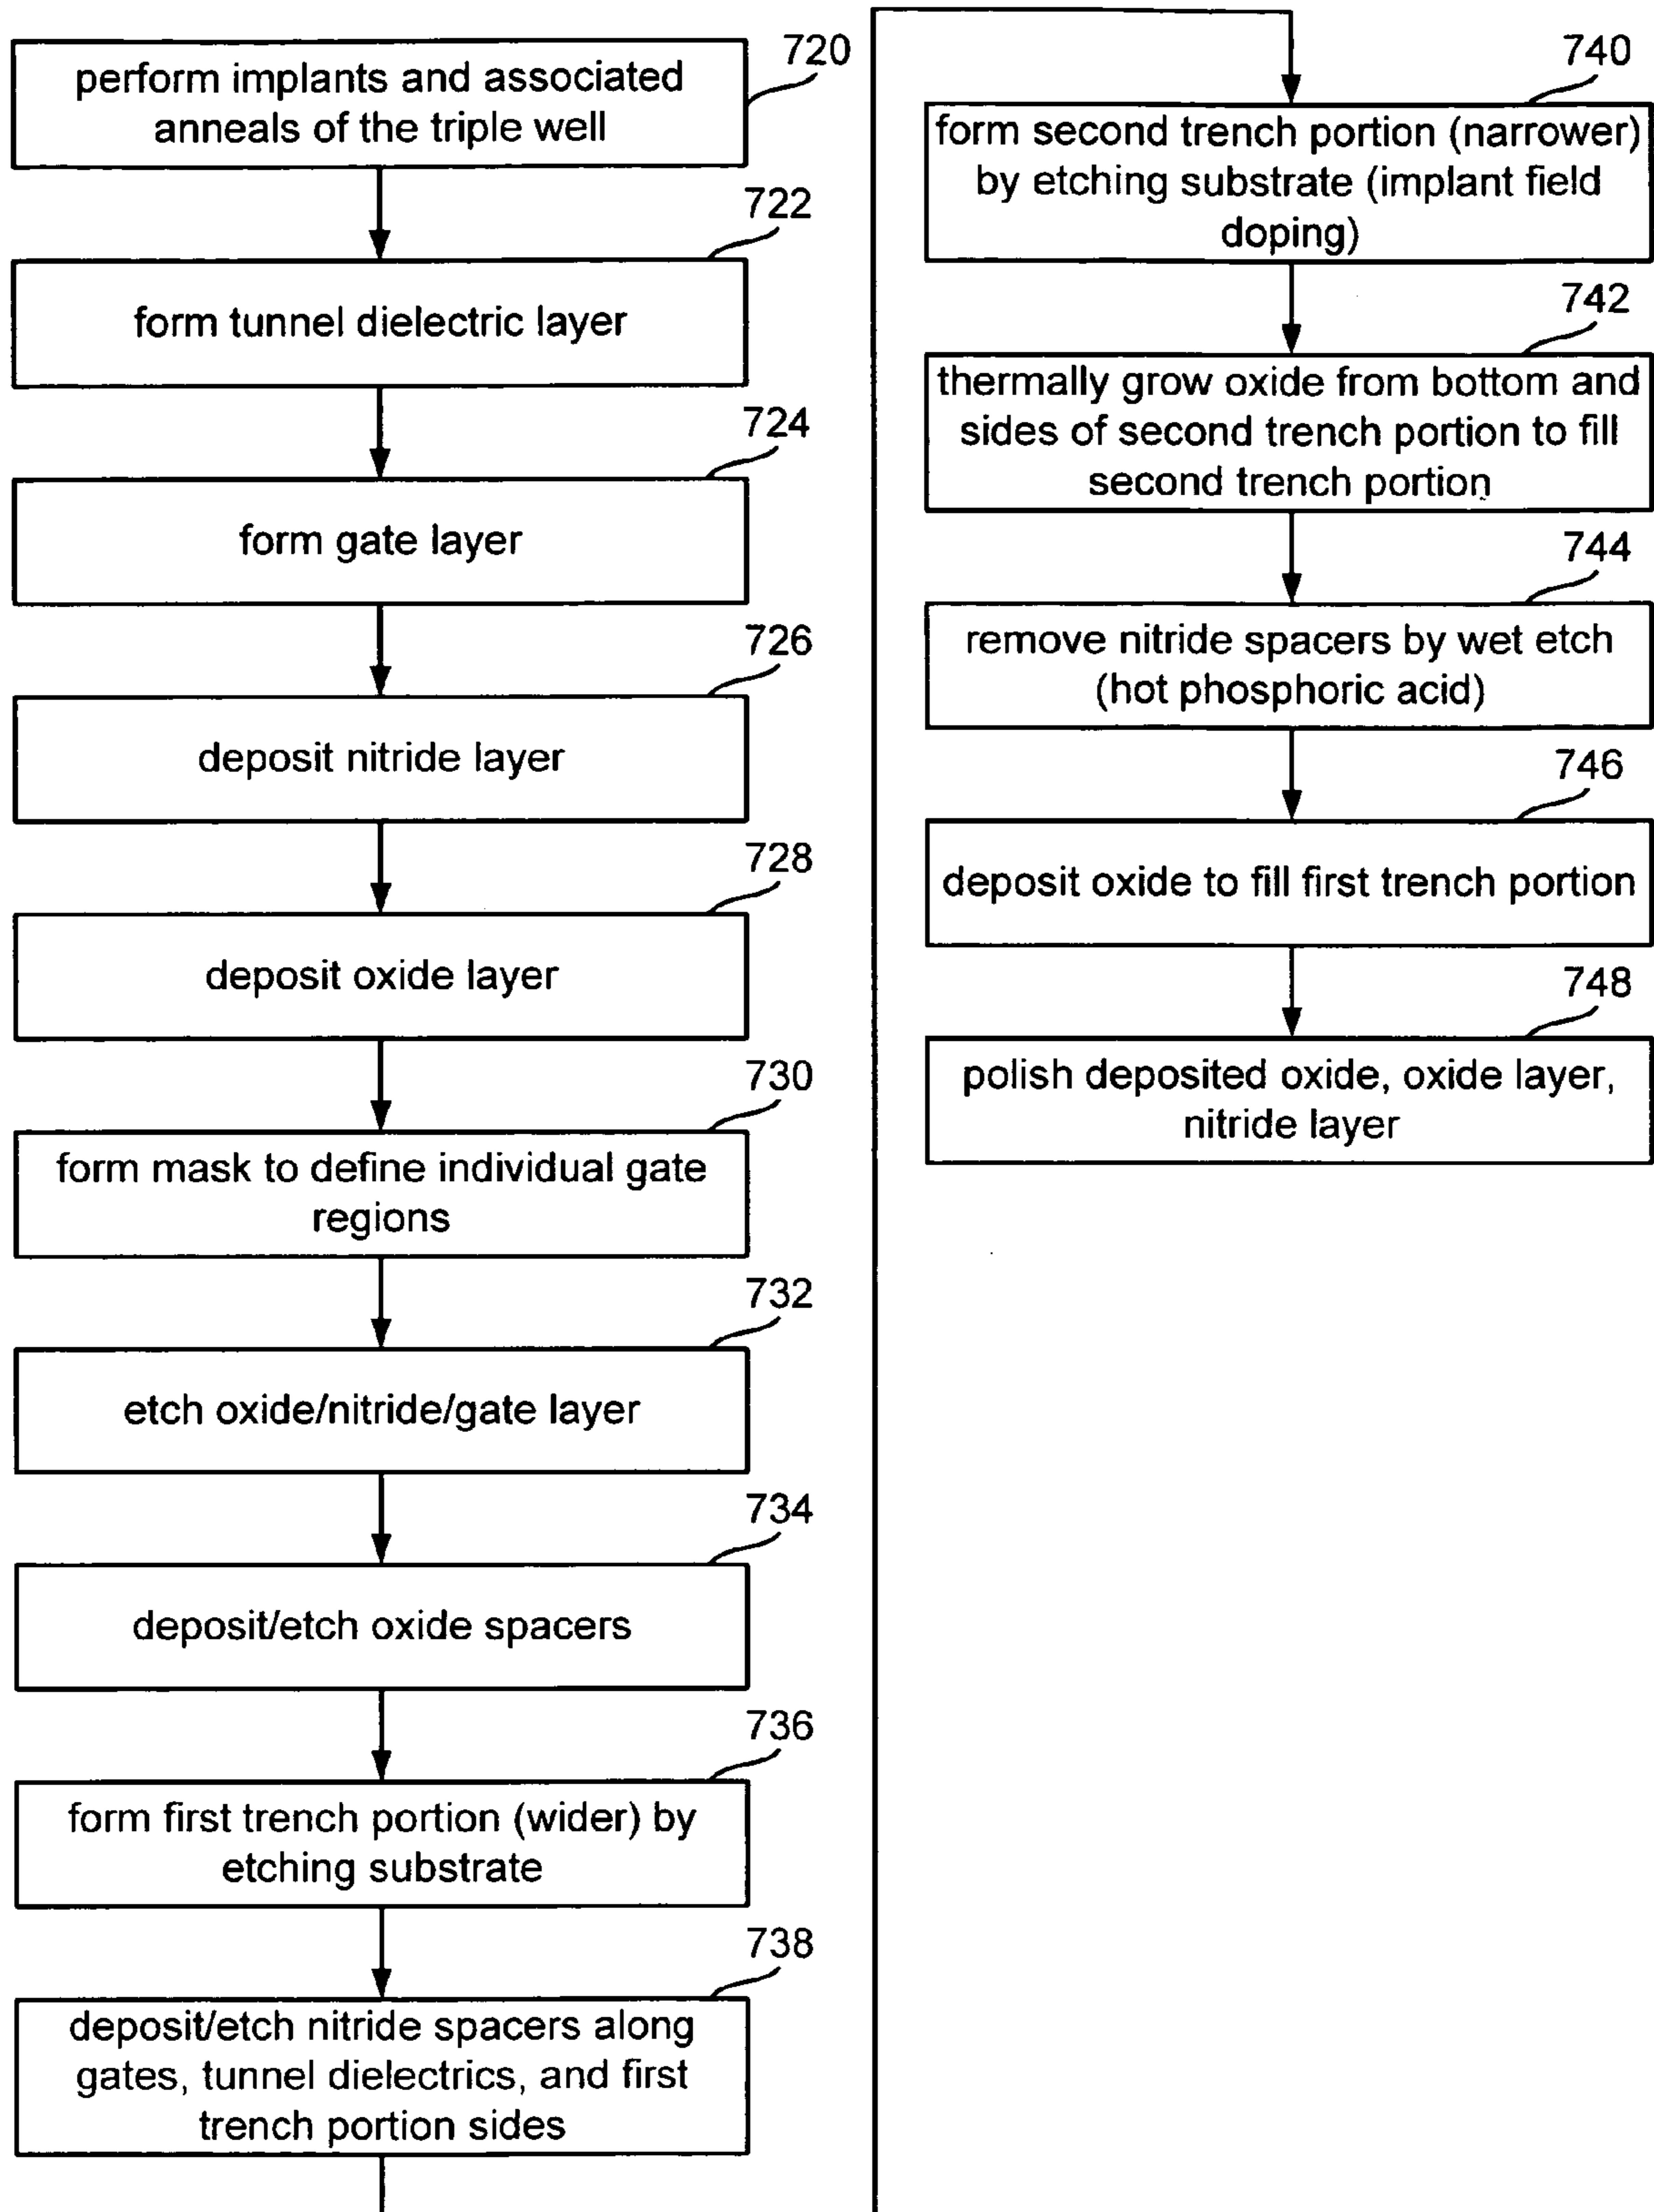 720
perform implants and associated
anneals of the triple well
722
form tunnel dielectric layer
724
form gate layer
726
deposit nitride layer
728
deposit oxide layer
730
form mask to define individual gate
regions
732
etch oxide/nitride/gate layer
734
deposit/etch oxide spacers
736
form first trench portion (wider) by
etching substrate
738
deposit/etch nitride spacers along
gates, tunnel dielectrics, and first
trench portion sides
740
form second trench portion (narrower)
by etching substrate (implant field
doping)
742
thermally grow oxide from bottom and
sides of second trench portion to fill
second trench portion
744
remove nitride spacers by wet etch
(hot phosphoric acid)
746
deposit oxide to fill first trench portion
748
polish deposited oxide, oxide layer,
nitride layer